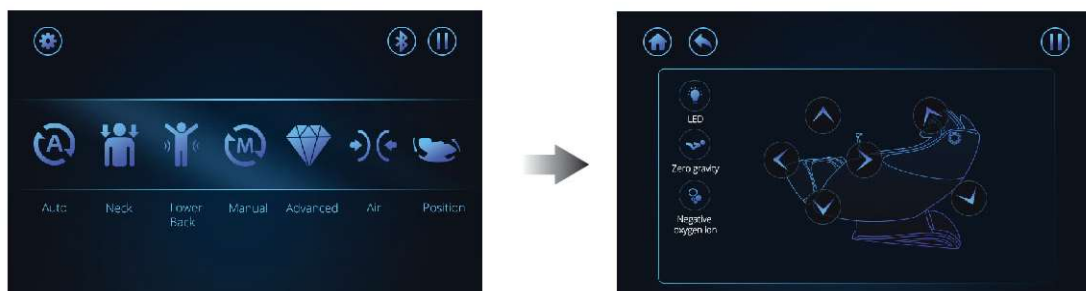 A
M
Auto
Neck
Lower
Back
Manual
Advanced
Air
Position
LED
Zero gravity
Negative
oxygen ion